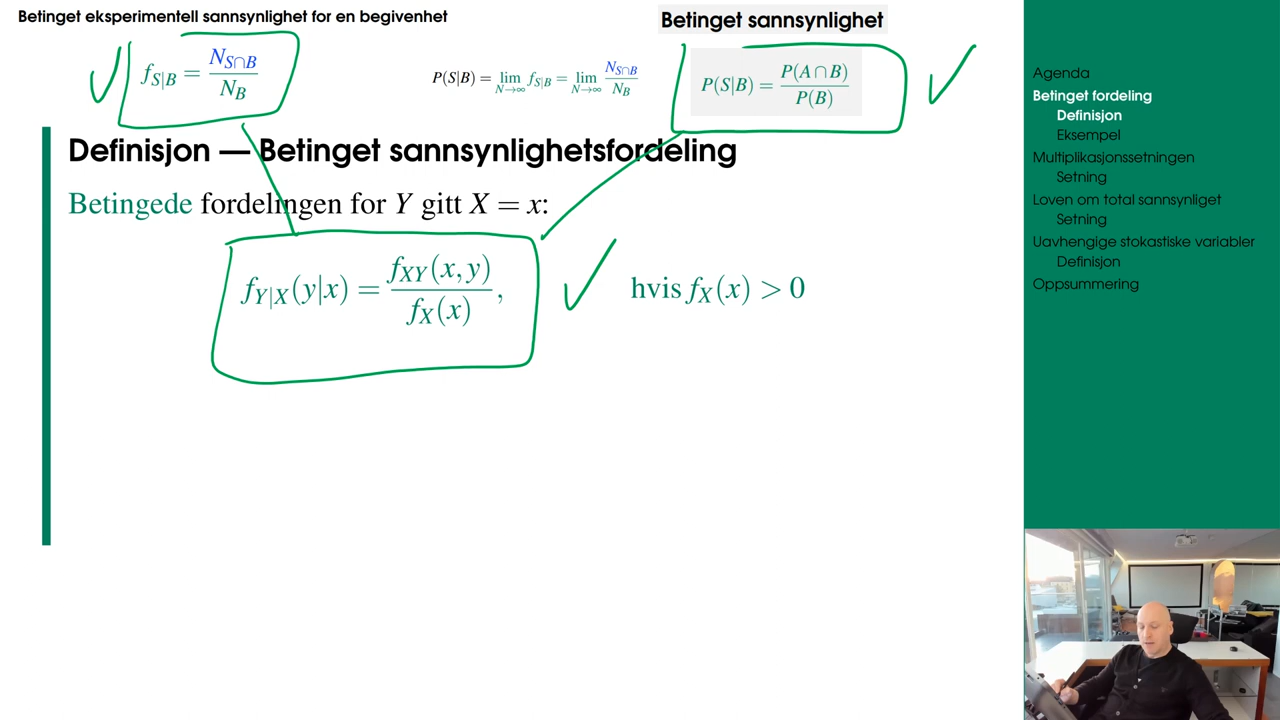 Betinget eksperimentell sannsynlighet for en begivenhet
f_{S|B} = N_{S∩B} / N_B
P(S|B) = lim_{N→∞} f_{S|B} = lim_{N→∞} N_{S∩B} / N_B
Betinget sannsynlighet
P(S|B) = P(A ∩ B) / P(B)
Definisjon — Betinget sannsynlighetsfordeling
Betingede fordelingen for Y gitt X = x:
f_{Y|X}(y|x) = f_{XY}(x, y) / f_X(x), hvis f_X(x) > 0
Agenda
Betinget fordeling
Definisjon
Eksempel
Multiplikasjonssetningen
Setning
Loven om total sannsynliget
Setning
Uavhengige stokastiske variabler
Definisjon
Oppsummering